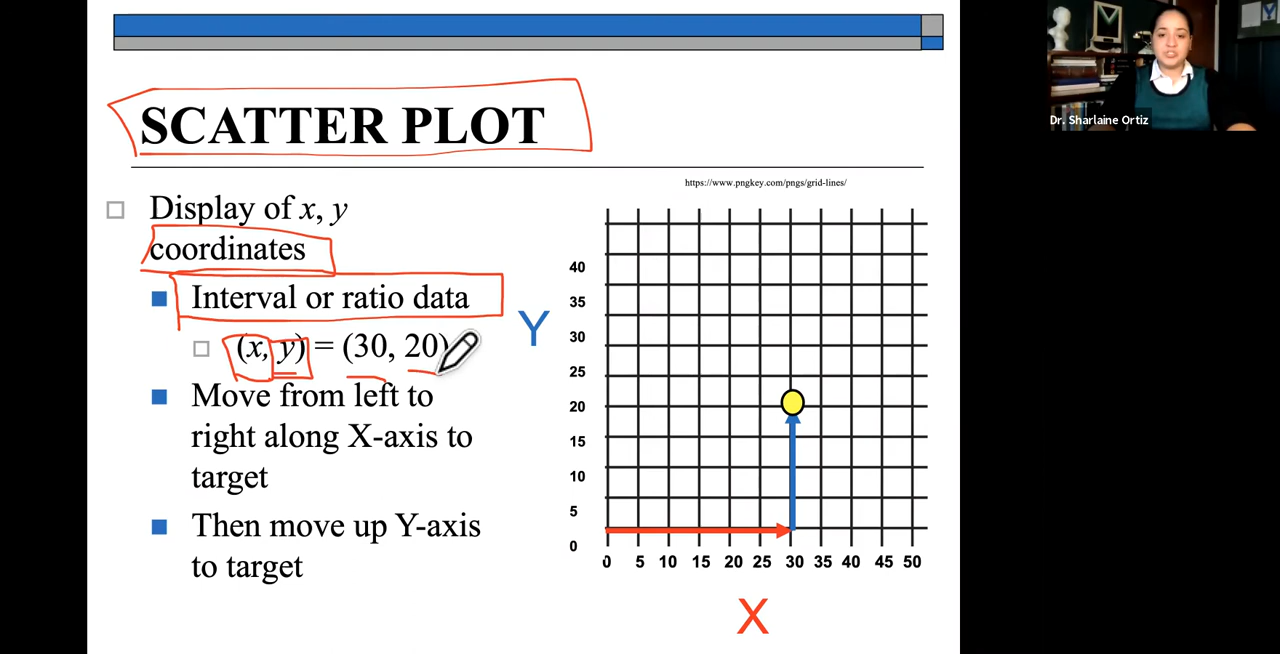 SCATTER PLOT
Dr. Sharlaine Ortiz
https://www.pngkey.com/pngs/grid-lines/
Display of x, y
coordinates
Interval or ratio data
(x, y) = (30, 20)
Move from left to
right along X-axis to
target
Then move up Y-axis
to target
Y
40
35
30
25
20
15
10
5
0
0 5 10 15 20 25 30 35 40 45 50
X